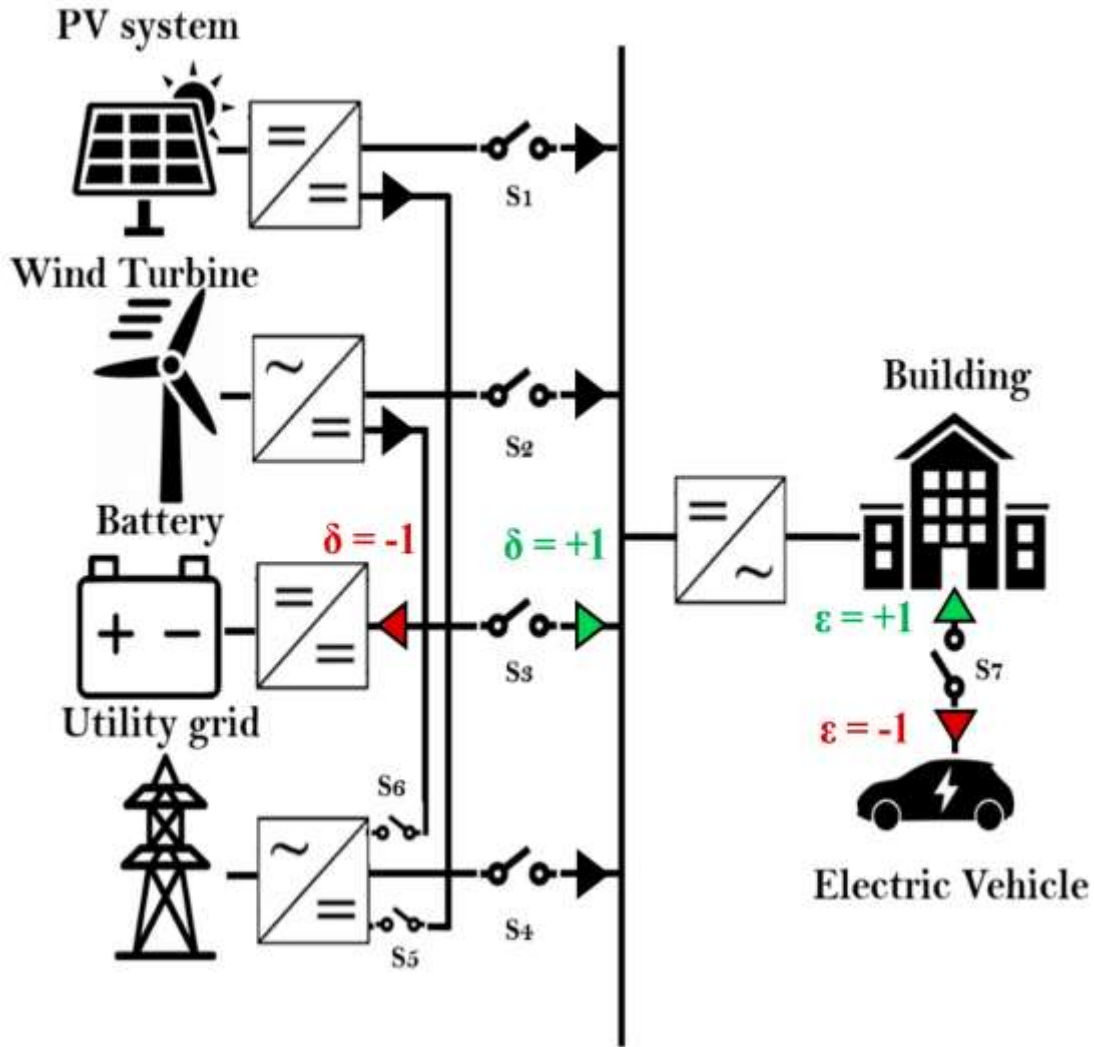 PV system
S1
Wind Turbine
S2
Building
Battery
δ = -1
δ = +1
S3
ε = +1
S7
Utility grid
ε = -1
S6
S4
S5
Electric Vehicle